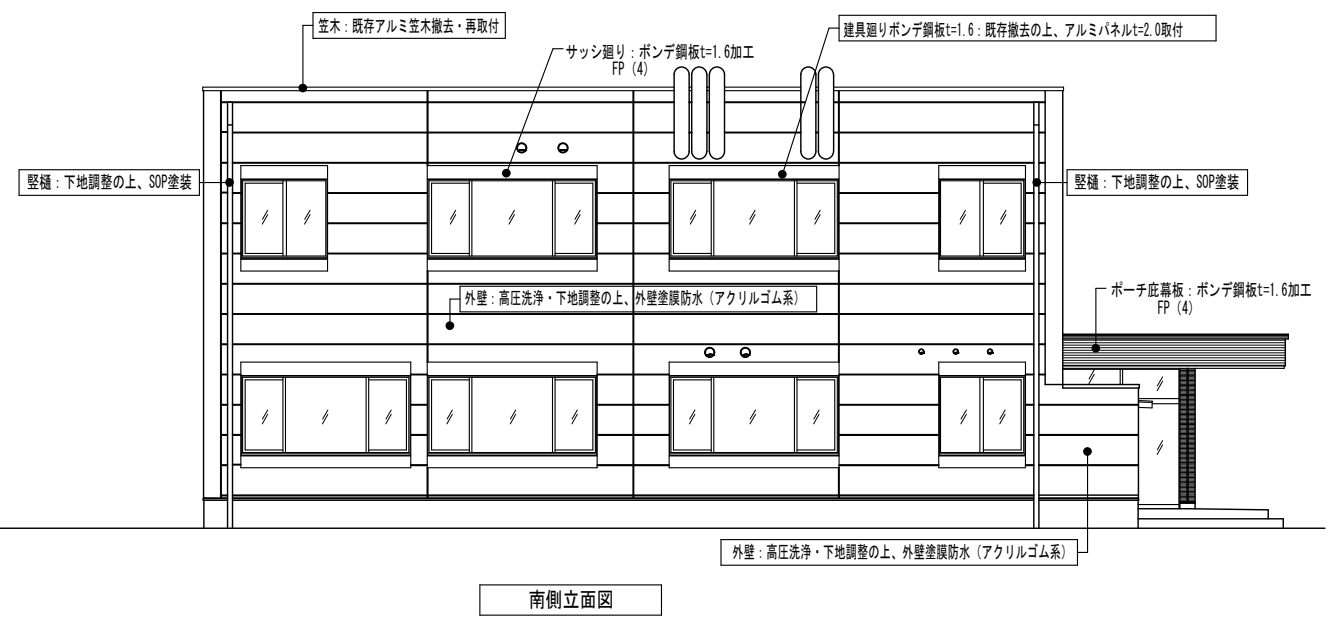 笠木：既存アルミ笠木撤去・再取付
建具廻りボンデ鋼板t=1.6：既存撤去の上、アルミパネルt=2.0取付
サッシ廻り：ボンデ鋼板t=1.6加工
FP（4）
竪樋：下地調整の上、SOP塗装
竪樋：下地調整の上、SOP塗装
外壁：高圧洗浄・下地調整の上、外壁塗膜防水（アクリルゴム系）
ポーチ庇幕板：ボンデ鋼板t=1.6加工
FP（4）
外壁：高圧洗浄・下地調整の上、外壁塗膜防水（アクリルゴム系）
南側立面図